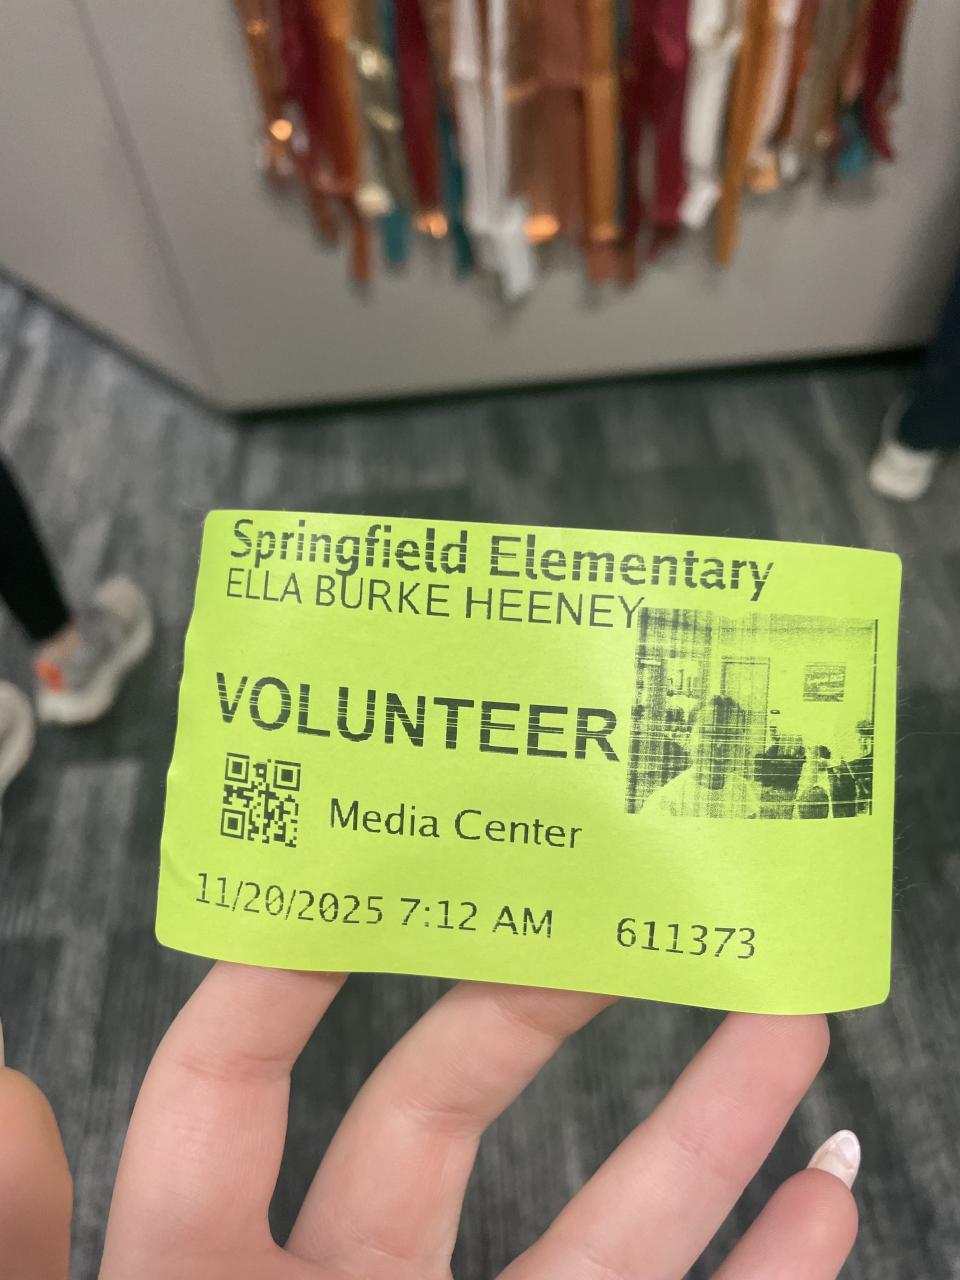 Springfield Elementary
ELLA BURKE HEENEY
VOLUNTEER
Media Center
11/20/2025 7:12 AM 611373